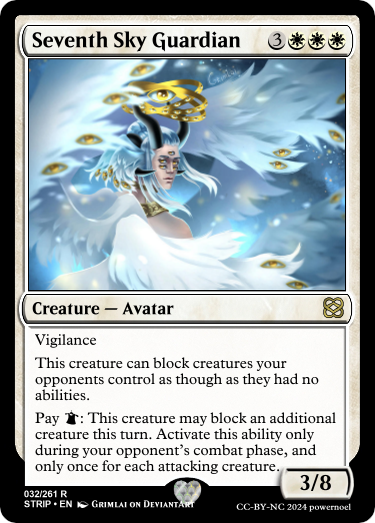 Seventh Sky Guardian 3
Grimlai
Creature — Avatar
Vigilance
This creature can block creatures your
opponents control as though as they had no
abilities.
Pay : This creature may block an additional
creature this turn. Activate this ability only
during your opponent's combat phase, and
only once for each attacking creature.
3/8
032/261 R
STRIP • EN Grimlai on DeviantArt
CC-BY-NC 2024 powernoel